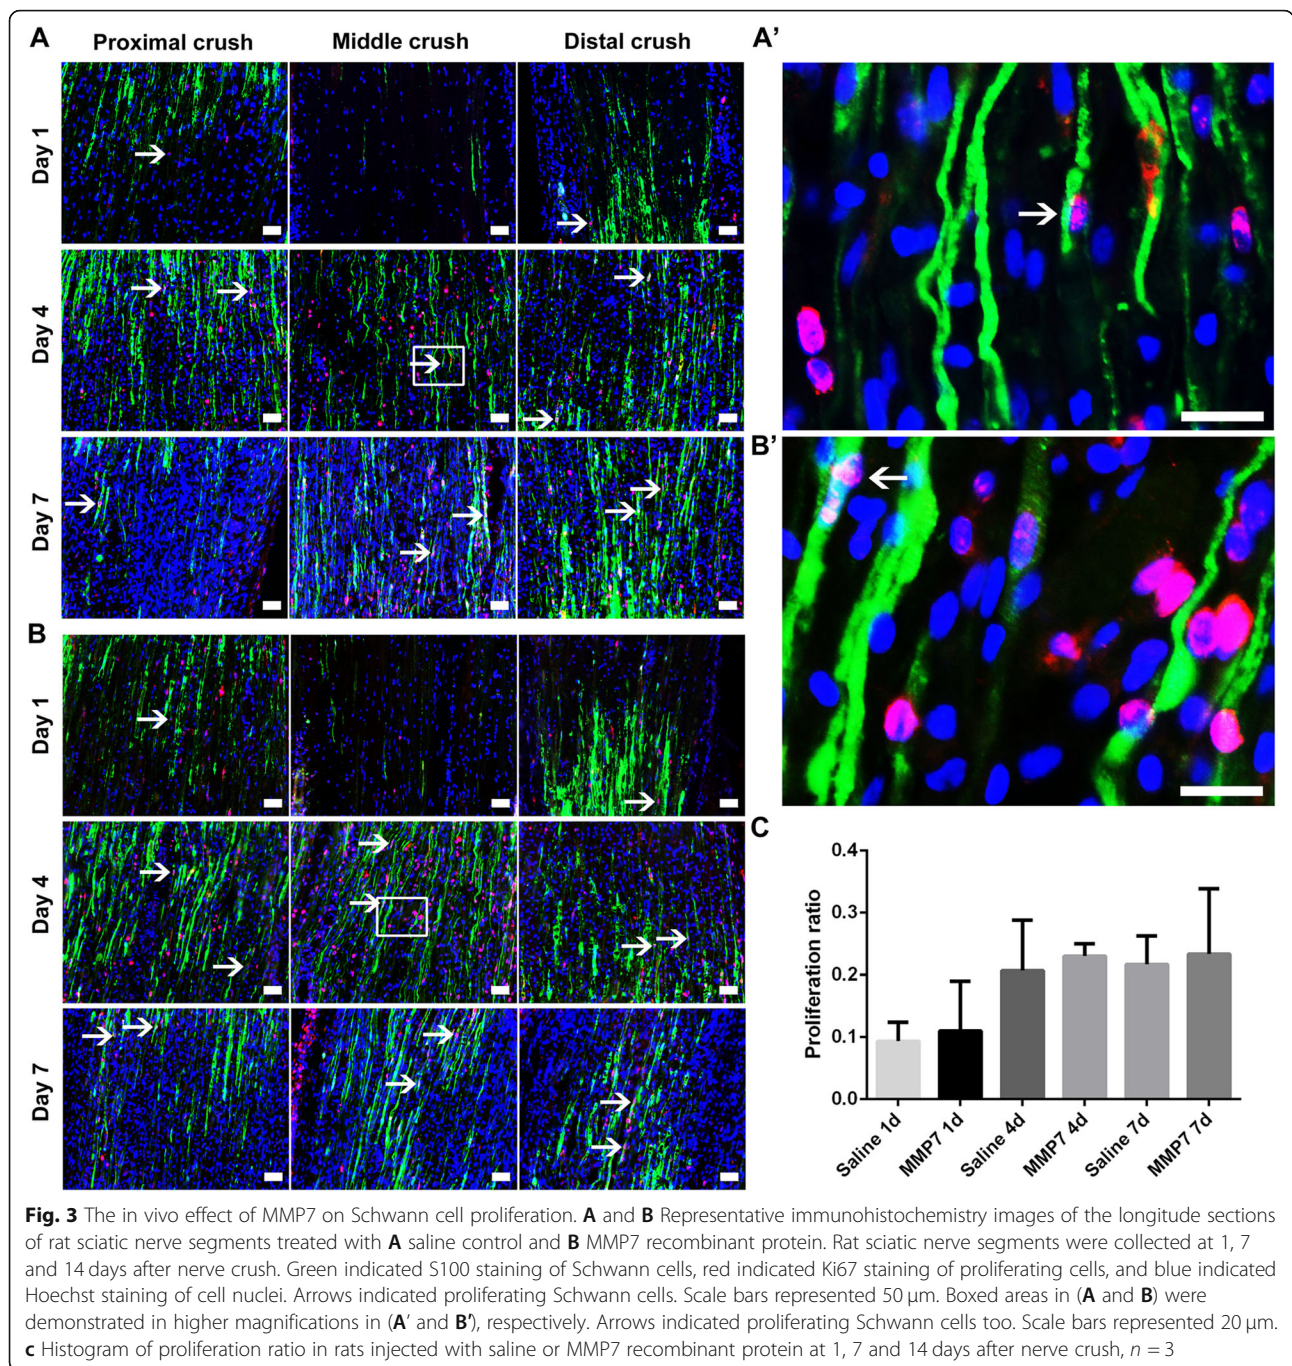 A
Proximal crush
Middle crush
Distal crush
Day 1
Day 4
Day 7
B
Day 1
Day 4
Day 7
A’
B’
C
Proliferation ratio
0.4
0.3
0.2
0.1
0.0
Saline 1d
MMP7 1d
Saline 4d
MMP7 4d
Saline 7d
MMP7 7d
Fig. 3 The in vivo effect of MMP7 on Schwann cell proliferation. A and B Representative immunohistochemistry images of the longitude sections
of rat sciatic nerve segments treated with A saline control and B MMP7 recombinant protein. Rat sciatic nerve segments were collected at 1, 7
and 14 days after nerve crush. Green indicated S100 staining of Schwann cells, red indicated Ki67 staining of proliferating cells, and blue indicated
Hoechst staining of cell nuclei. Arrows indicated proliferating Schwann cells. Scale bars represented 50 μm. Boxed areas in (A and B) were
demonstrated in higher magnifications in (A’ and B’), respectively. Arrows indicated proliferating Schwann cells too. Scale bars represented 20 μm.
c Histogram of proliferation ratio in rats injected with saline or MMP7 recombinant protein at 1, 7 and 14 days after nerve crush, n = 3